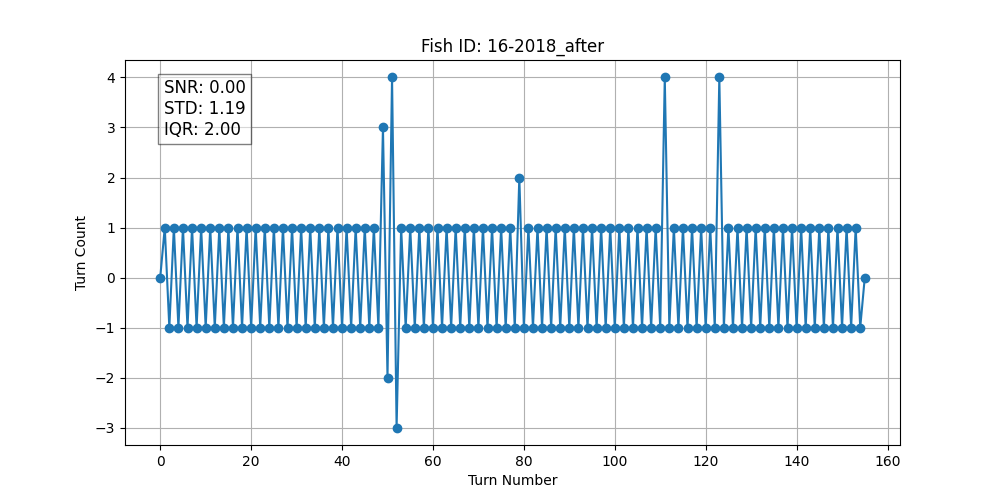 Fish ID: 16-2018_after
SNR: 0.00
STD: 1.19
IQR: 2.00
Turn Count
4
3
2
1
0
−1
−2
−3
0 20 40 60 80 100 120 140 160
Turn Number